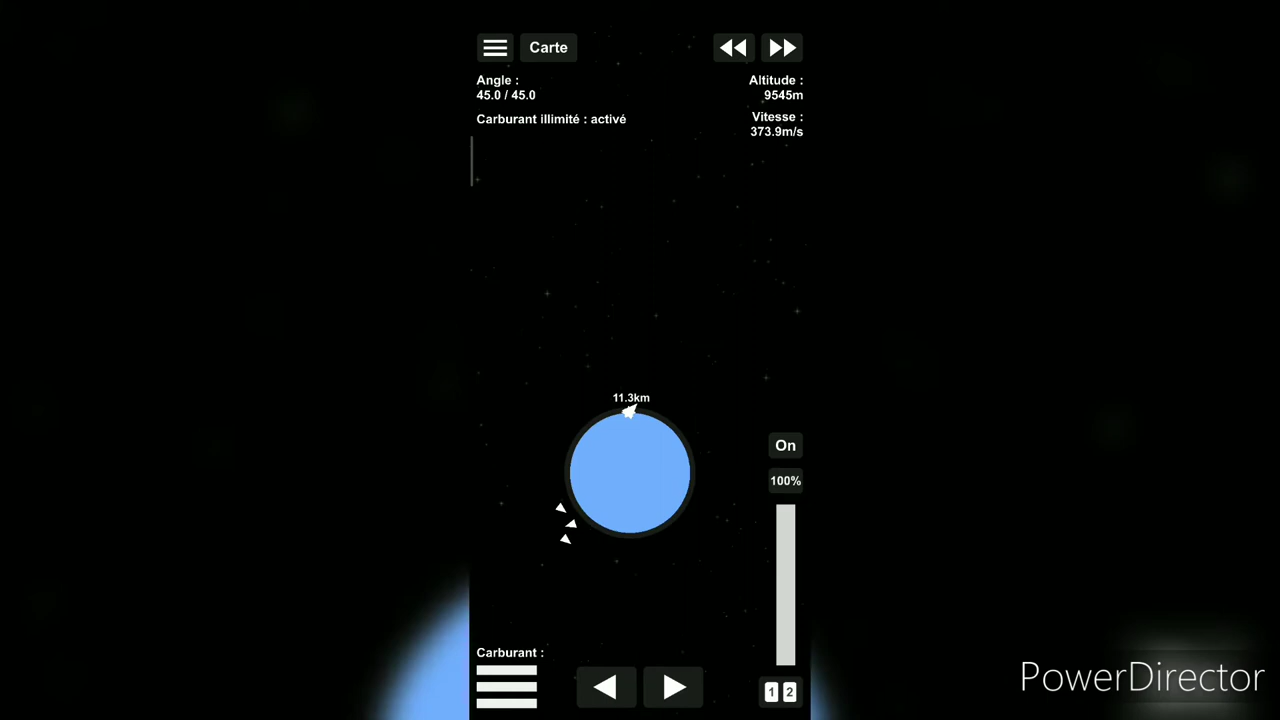 Carte
Angle :
45.0 / 45.0
Carburant illimité : activé
Altitude :
9545m
Vitesse :
373.9m/s
11.3km
On
100%
Carburant :
1 2
PowerDirector